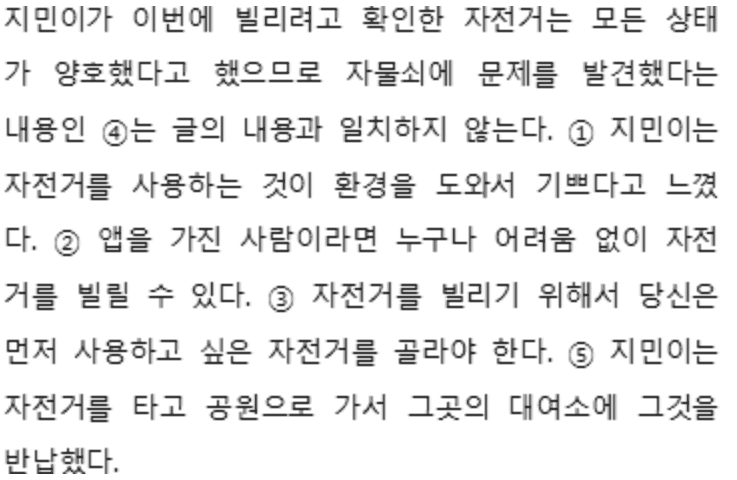 지민이가 이번에 빌리려고 확인한 자전거는 모든 상태
가 양호했다고 했으므로 자물쇠에 문제를 발견했다는
내용인 ④는 글의 내용과 일치하지 않는다. ① 지민이는
자전거를 사용하는 것이 환경을 도와서 기쁘다고 느꼈
다. ② 앱을 가진 사람이라면 누구나 어려움 없이 자전
거를 빌릴 수 있다. ③ 자전거를 빌리기 위해서 당신은
먼저 사용하고 싶은 자전거를 골라야 한다. ⑤ 지민이는
자전거를 타고 공원으로 가서 그곳의 대여소에 그것을
반납했다.